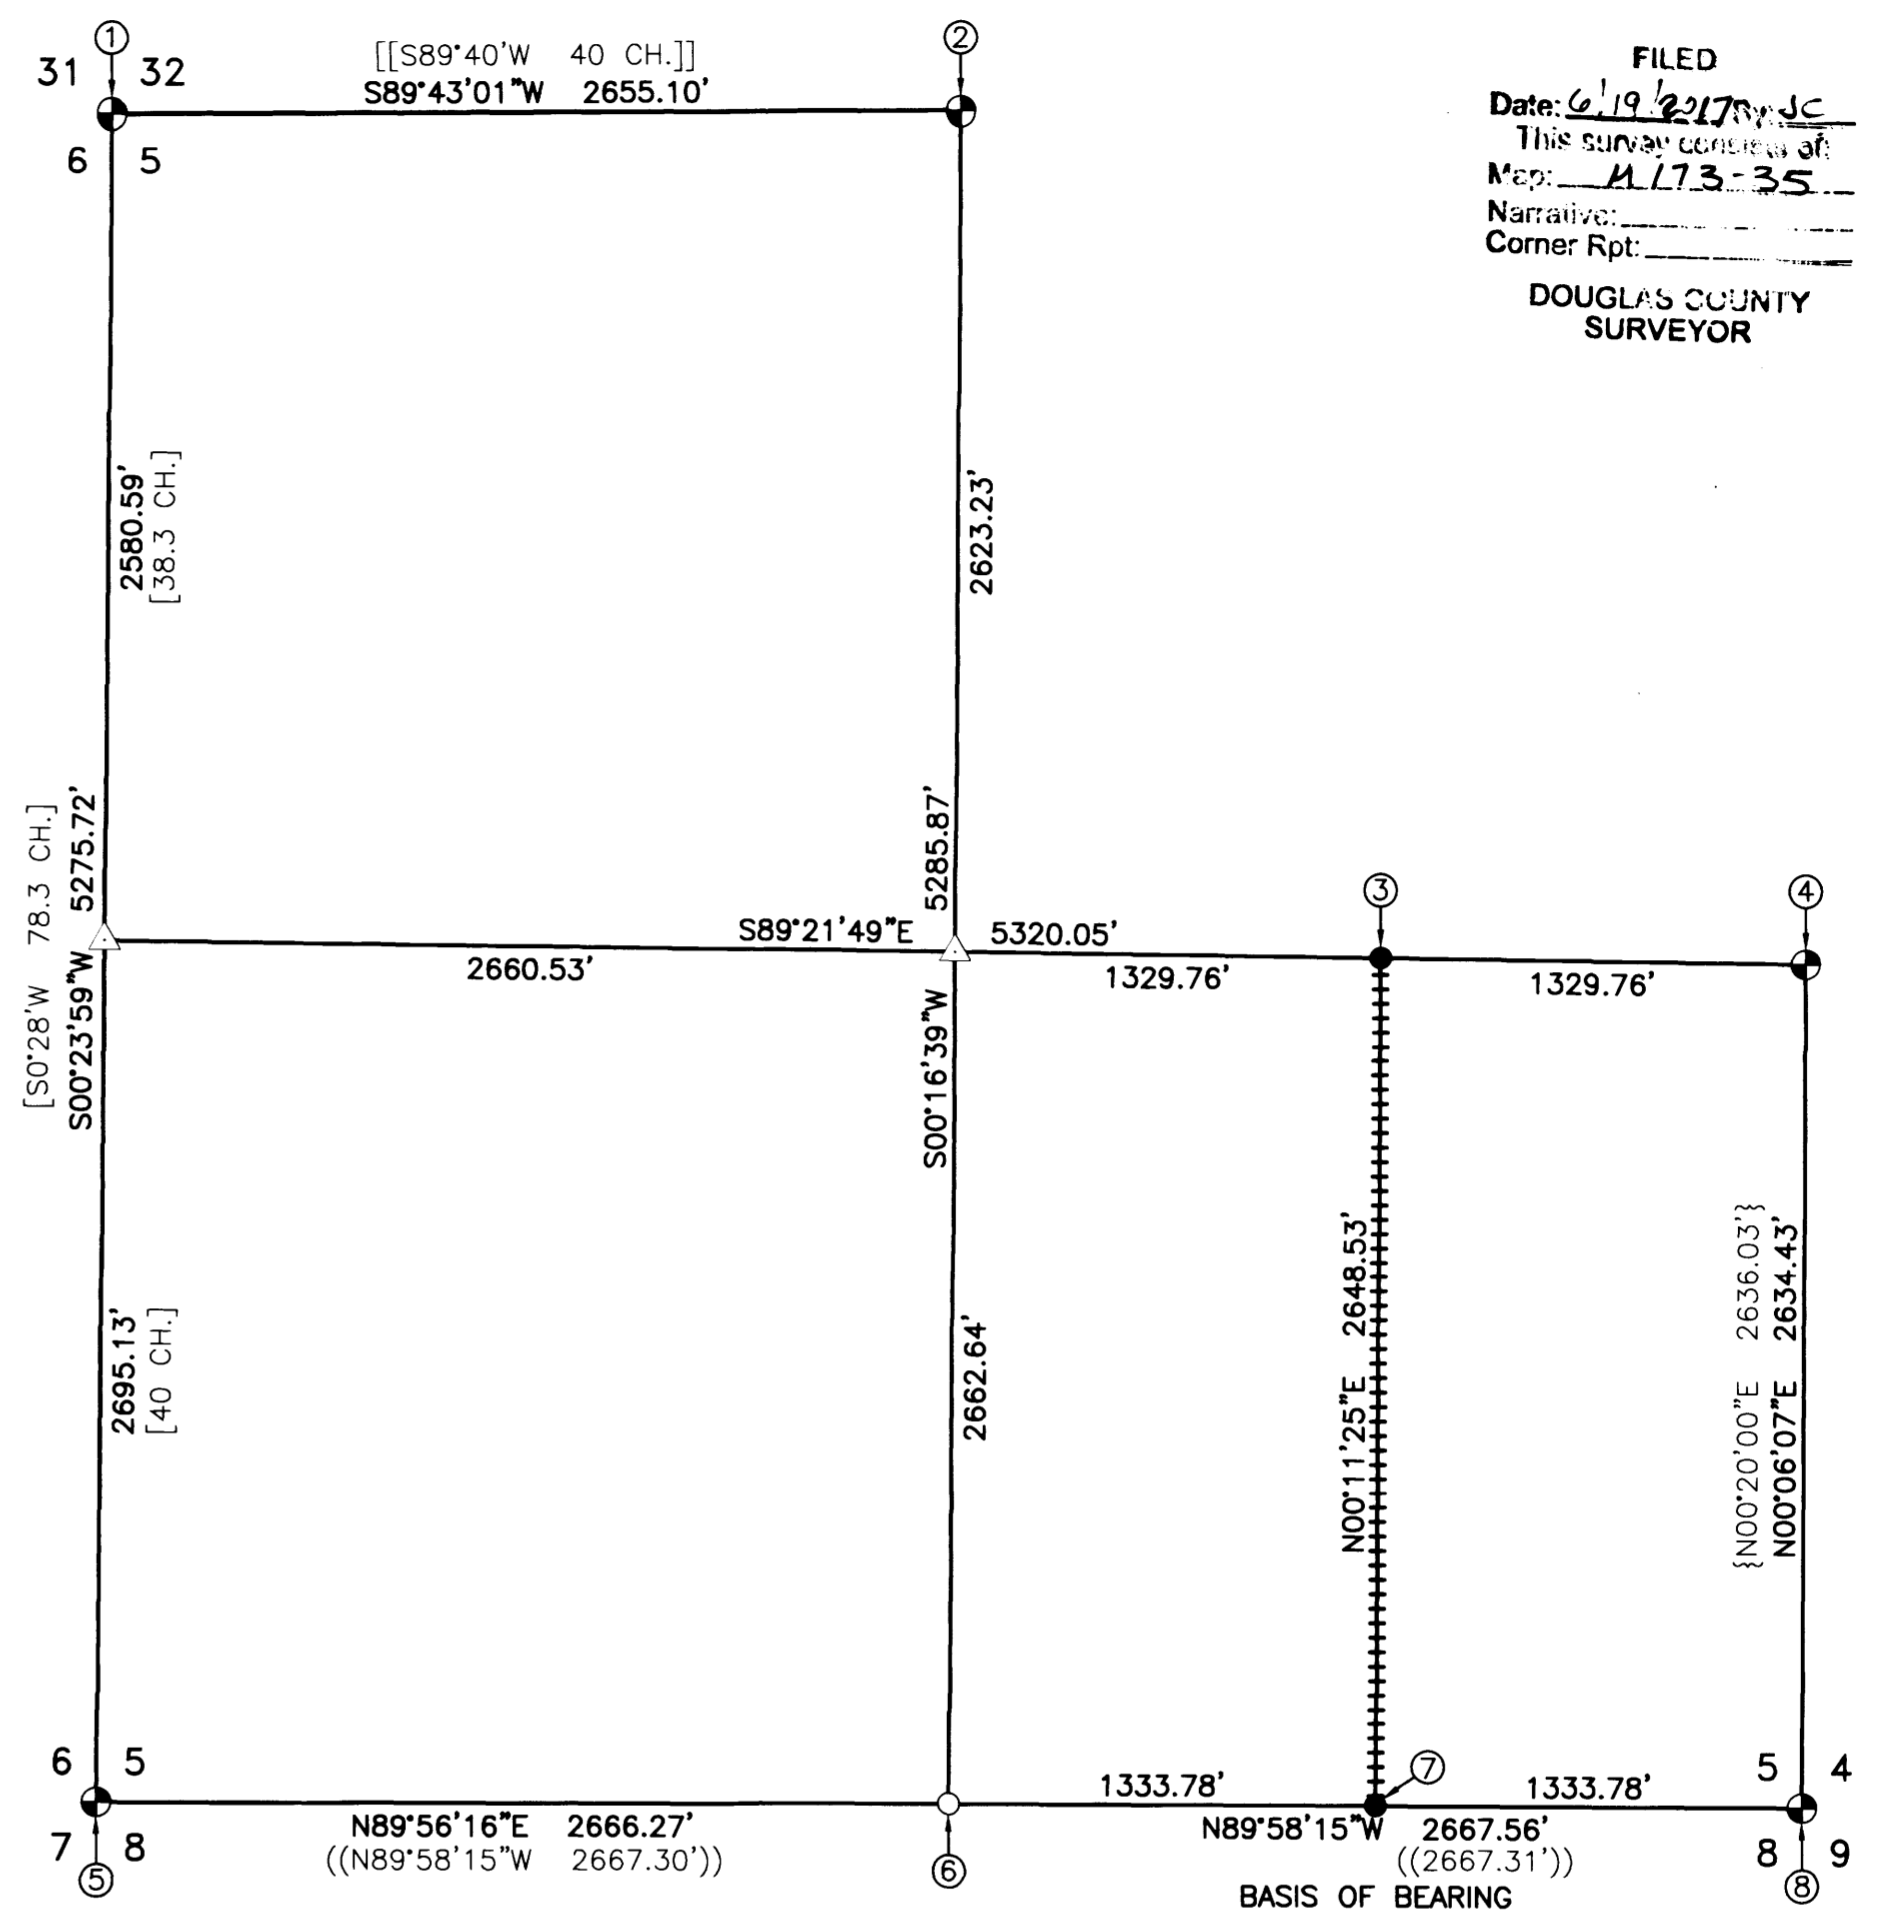 ①
②
31 32
[[S89°40'W 40 CH.]]
S89°43'01"W 2655.10'
6 5
FILED
Date: 6/19/2017 By JC
This survey consists of:
Map: M173-35
Narrative:
Corner Rpt:
DOUGLAS COUNTY
SURVEYOR
2580.59'
[38.3 CH.]
2623.23'
[S0°28'W 78.3 CH.]
S00°23'59"W 5275.72'
S00°16'39"W 5285.87'
③
④
S89°21'49"E 5320.05'
2660.53'
1329.76'
1329.76'
2695.13'
[40 CH.]
2662.64'
N00°11'25"E 2648.53'
{N00°20'00"E 2636.03'}
N00°06'07"E 2634.43'
6 5
⑦
5 4
1333.78'
1333.78'
N89°56'16"E 2666.27'
((N89°58'15"W 2667.30'))
N89°58'15"W 2667.56'
((2667.31'))
7 8
8 9
⑤
⑥
⑧
BASIS OF BEARING